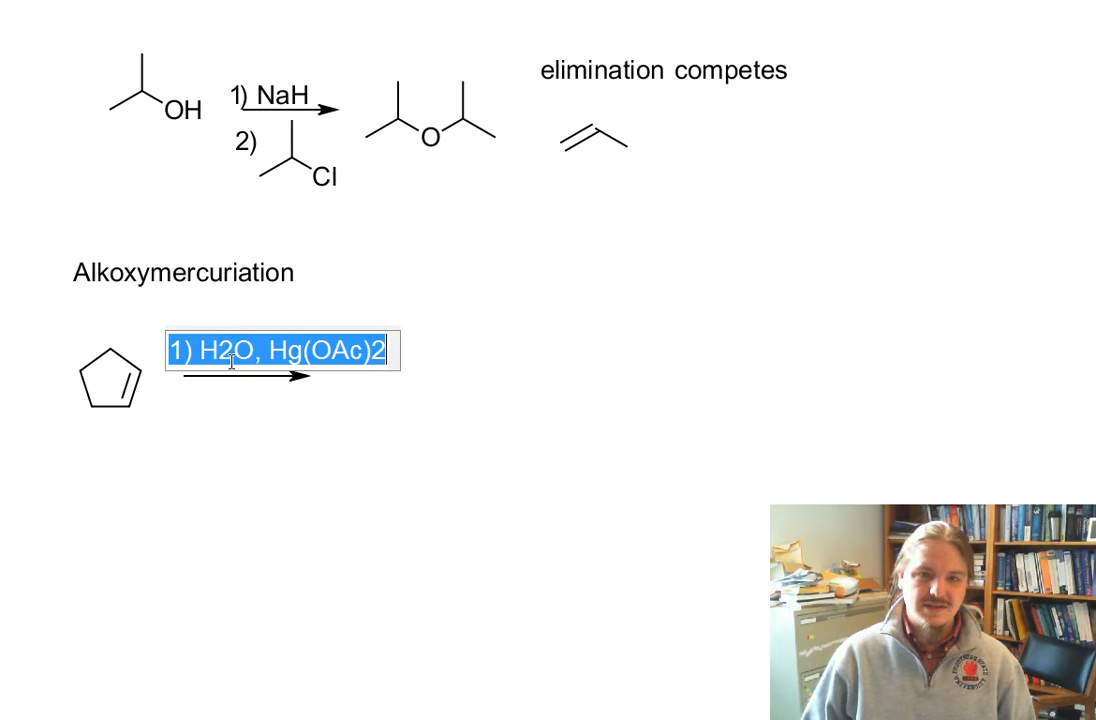 elimination competes
OH
1) NaH
2)
Cl
O
Alkoxymercuriation
1) H2O, Hg(OAc)2